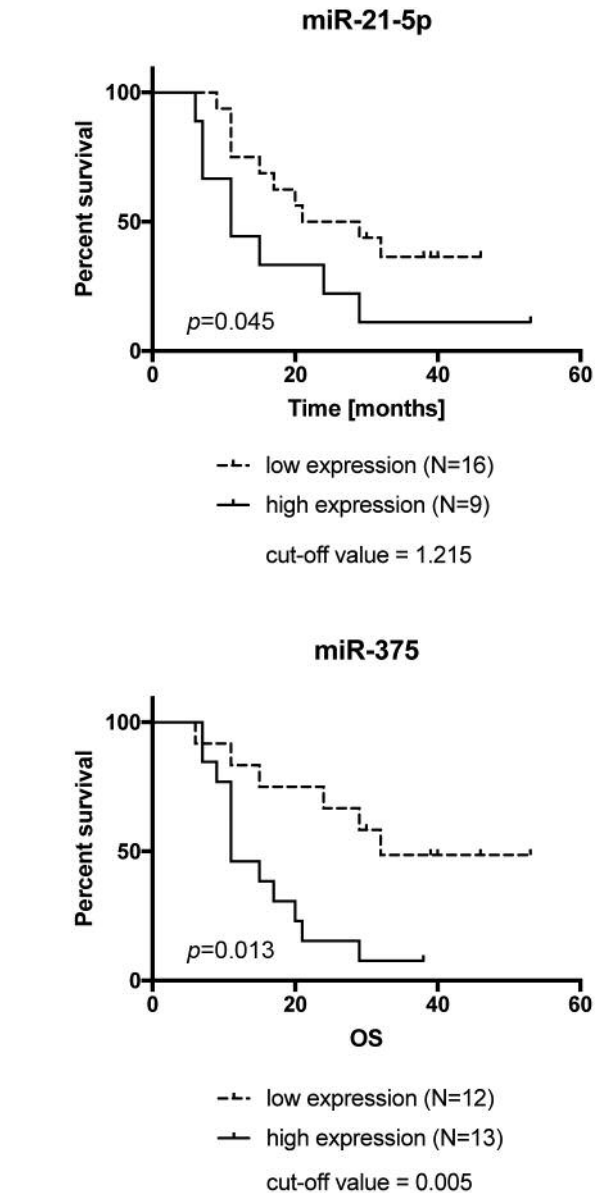 miR-21-5p
Percent survival
100
50
0
p=0.045
0 20 40 60
Time [months]
low expression (N=16)
high expression (N=9)
cut-off value = 1.215
miR-375
Percent survival
100
50
0
p=0.013
0 20 40 60
OS
low expression (N=12)
high expression (N=13)
cut-off value = 0.005